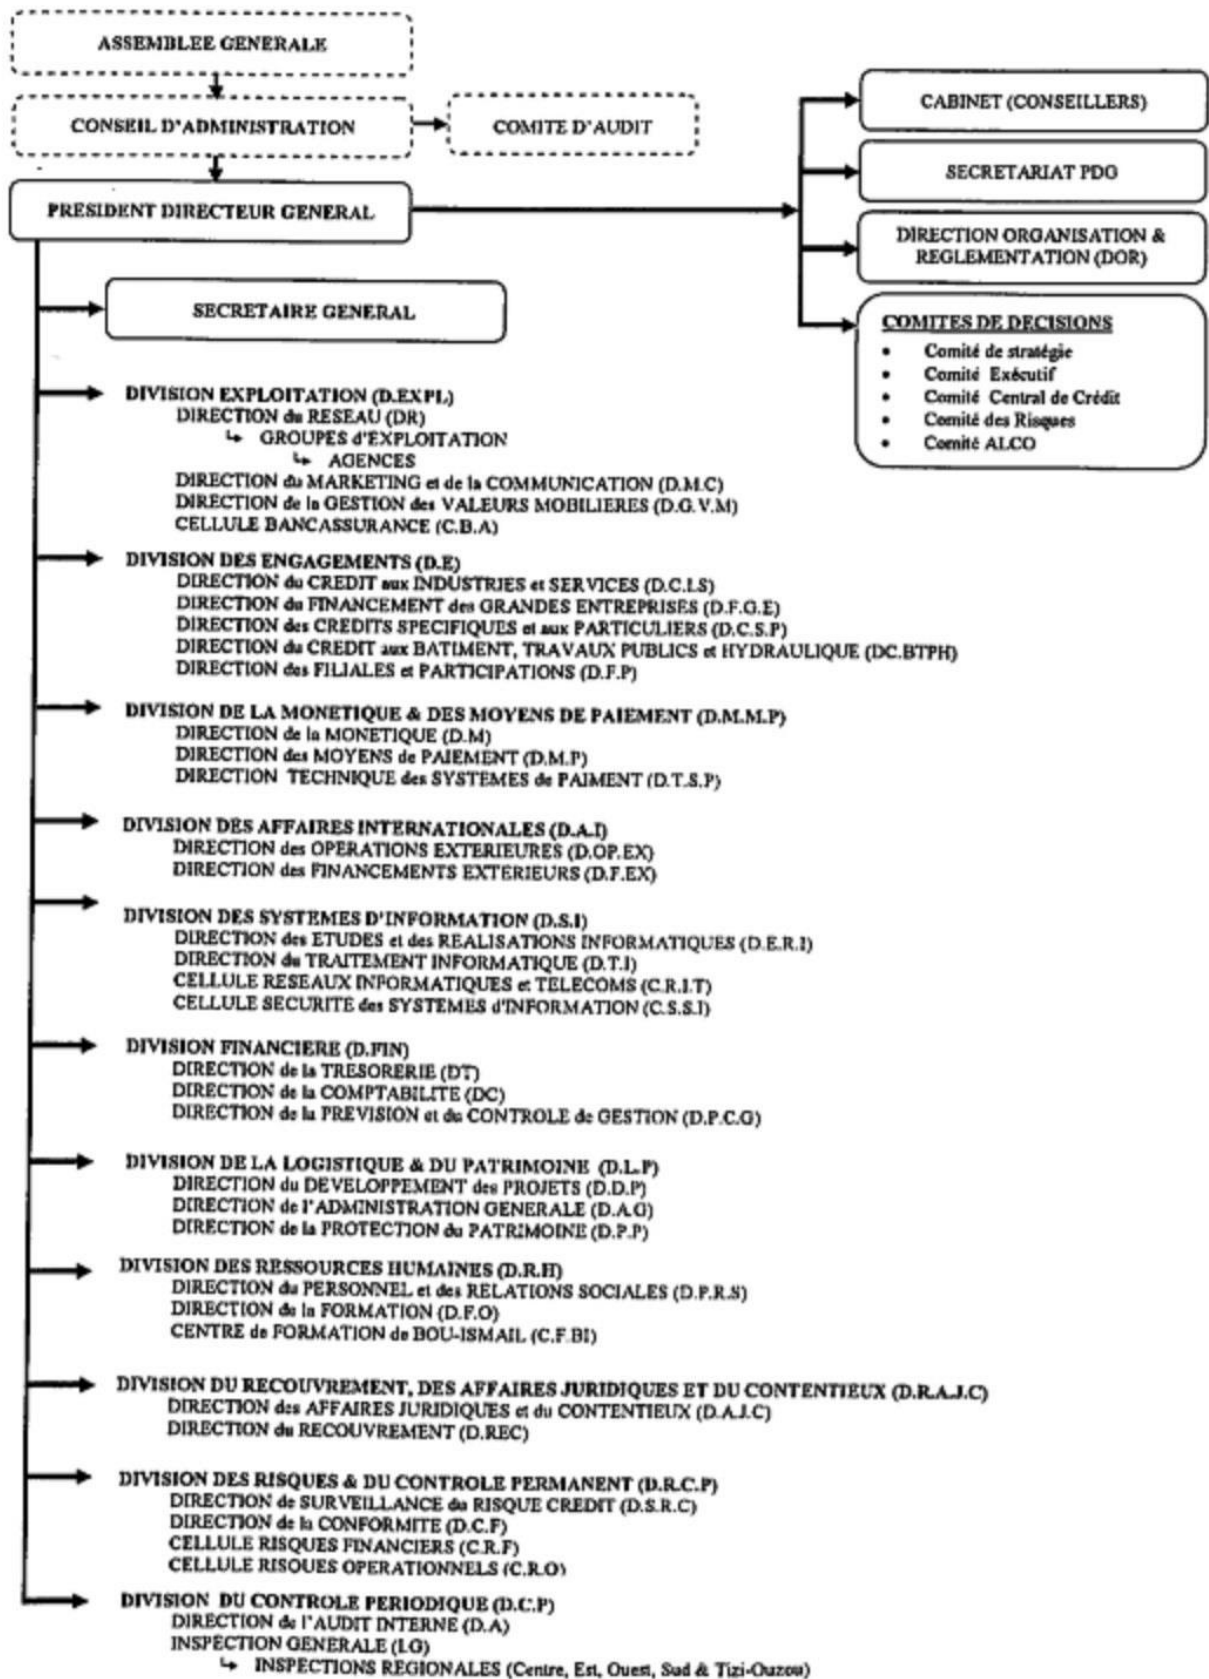 ASSEMBLEE GENERALE
CONSEIL D'ADMINISTRATION
COMITE D'AUDIT
PRESIDENT DIRECTEUR GENERAL
CABINET (CONSEILLERS)
SECRETARIAT PDG
DIRECTION ORGANISATION &
REGLEMENTATION (DOR)
COMITES DE DECISIONS
• Comité de stratégie
• Comité Exécutif
• Comité Central de Crédit
• Comité des Risques
• Comité ALCO
SECRETAIRE GENERAL
DIVISION EXPLOITATION (D.EXPL)
DIRECTION du RESEAU (DR)
GROUPES d'EXPLOITATION
AGENCES
DIRECTION du MARKETING et de la COMMUNICATION (D.M.C)
DIRECTION de la GESTION des VALEURS MOBILIERES (D.G.V.M)
CELLULE BANCASSURANCE (C.B.A)
DIVISION DES ENGAGEMENTS (D.E)
DIRECTION du CREDIT aux INDUSTRIES et SERVICES (D.C.I.S)
DIRECTION du FINANCEMENT des GRANDES ENTREPRISES (D.F.G.E)
DIRECTION des CREDITS SPECIFIQUES et aux PARTICULIERS (D.C.S.P)
DIRECTION du CREDIT aux BATIMENT, TRAVAUX PUBLICS et HYDRAULIQUE (DC.BTPH)
DIRECTION des FILIALES et PARTICIPATIONS (D.F.P)
DIVISION DE LA MONETIQUE & DES MOYENS DE PAIEMENT (D.M.M.P)
DIRECTION de la MONETIQUE (D.M)
DIRECTION des MOYENS de PAIEMENT (D.M.P)
DIRECTION TECHNIQUE des SYSTEMES de PAIMENT (D.T.S.P)
DIVISION DES AFFAIRES INTERNATIONALES (D.A.I)
DIRECTION des OPERATIONS EXTERIEURES (D.OP.EX)
DIRECTION des FINANCEMENTS EXTERIEURS (D.F.EX)
DIVISION DES SYSTEMES D'INFORMATION (D.S.I)
DIRECTION des ETUDES et des REALISATIONS INFORMATIQUES (D.E.R.I)
DIRECTION du TRAITEMENT INFORMATIQUE (D.T.I)
CELLULE RESEAUX INFORMATIQUES et TELECOMS (C.R.I.T)
CELLULE SECURITE des SYSTEMES d'INFORMATION (C.S.S.I)
DIVISION FINANCIERE (D.FIN)
DIRECTION de la TRESORERIE (DT)
DIRECTION de la COMPTABILITE (DC)
DIRECTION de la PREVISION et du CONTROLE de GESTION (D.P.C.G)
DIVISION DE LA LOGISTIQUE & DU PATRIMOINE (D.L.P)
DIRECTION du DEVELOPPEMENT des PROJETS (D.D.P)
DIRECTION de l'ADMINISTRATION GENERALE (D.A.G)
DIRECTION de la PROTECTION du PATRIMOINE (D.P.P)
DIVISION DES RESSOURCES HUMAINES (D.R.H)
DIRECTION du PERSONNEL et des RELATIONS SOCIALES (D.P.R.S)
DIRECTION de la FORMATION (D.F.O)
CENTRE de FORMATION de BOU-ISMAIL (C.F.BI)
DIVISION DU RECOUVREMENT, DES AFFAIRES JURIDIQUES ET DU CONTENTIEUX (D.R.A.J.C)
DIRECTION des AFFAIRES JURIDIQUES et du CONTENTIEUX (D.A.J.C)
DIRECTION du RECOUVREMENT (D.REC)
DIVISION DES RISQUES & DU CONTROLE PERMANENT (D.R.C.P)
DIRECTION de SURVEILLANCE du RISQUE CREDIT (D.S.R.C)
DIRECTION de la CONFORMITE (D.C.F)
CELLULE RISQUES FINANCIERS (C.R.F)
CELLULE RISQUES OPERATIONNELS (C.R.O)
DIVISION DU CONTROLE PERIODIQUE (D.C.P)
DIRECTION de l'AUDIT INTERNE (D.A)
INSPECTION GENERALE (I.G)
INSPECTIONS REGIONALES (Centre, Est, Ouest, Sud & Tizi-Ouzou)